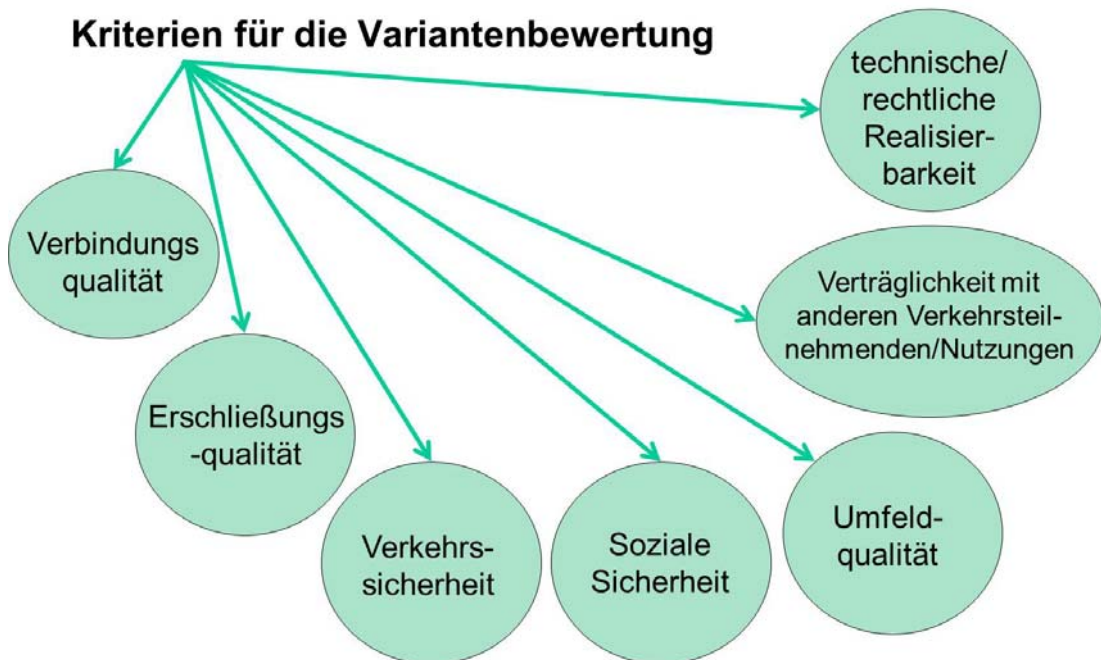 Kriterien für die Variantenbewertung
technische/
rechtliche
Realisier-
barkeit
Verbindungs
qualität
Verträglichkeit mit
anderen Verkehrsteil-
nehmenden/Nutzungen
Erschließungs
-qualität
Verkehrs-
sicherheit
Soziale
Sicherheit
Umfeld-
qualität